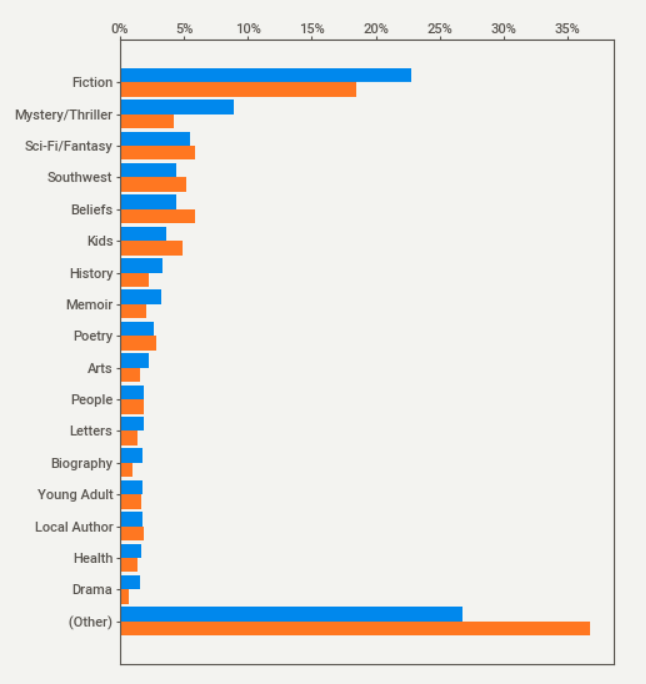 0% 5% 10% 15% 20% 25% 30% 35%
Fiction
Mystery/Thriller
Sci-Fi/Fantasy
Southwest
Beliefs
Kids
History
Memoir
Poetry
Arts
People
Letters
Biography
Young Adult
Local Author
Health
Drama
(Other)